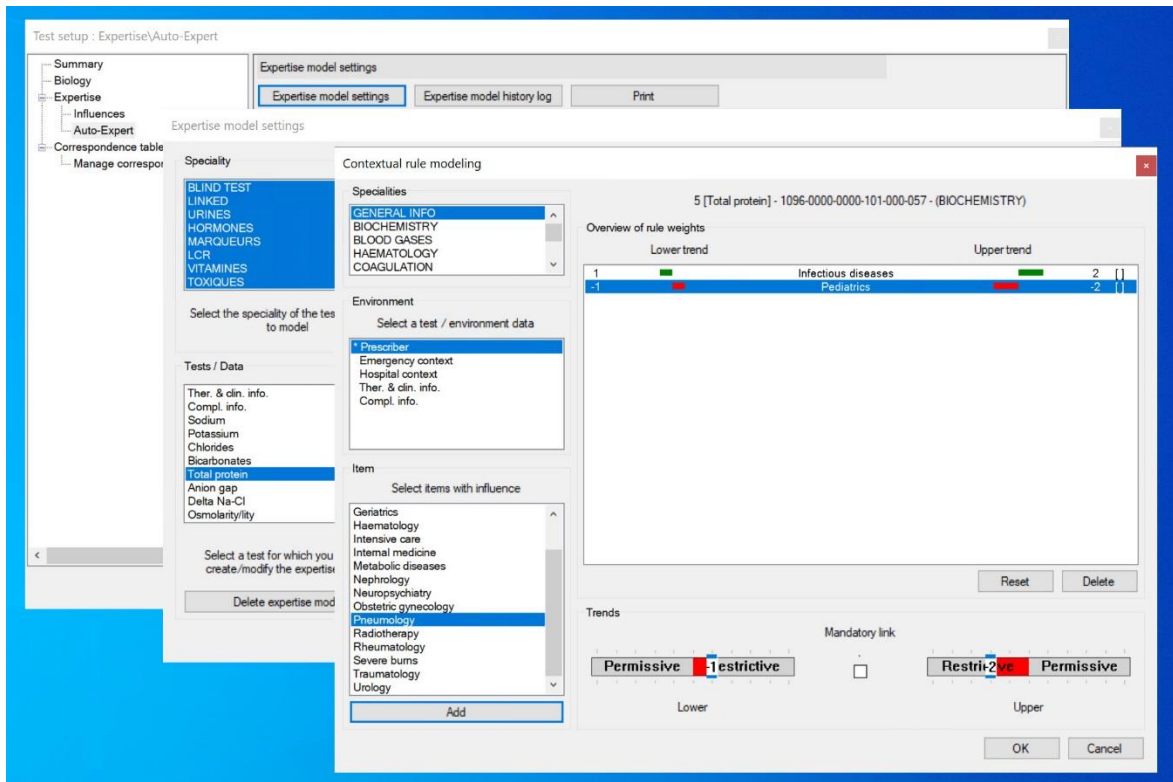 Test setup : Expertise\Auto-Expert
Summary
Biology
Expertise
Influences
Auto-Expert
Correspondence table
Manage correspor
Expertise model settings
Expertise model settings
Expertise model history log
Print
Expertise model settings
Speciality
BLIND TEST
LINKED
URINES
HORMONES
MARQUEURS
LCR
VITAMINES
TOXIQUES
Select the speciality of the tes
to model
Tests / Data
Ther. & clin. info.
Compl. info.
Sodium
Potassium
Chlorides
Bicarbonates
Total protein
Anion gap
Delta Na-Cl
Osmolarity/lity
Select a test for which you
create/modify the expertise
Delete expertise mod
Contextual rule modeling
Specialities
GENERAL INFO
BIOCHEMISTRY
BLOOD GASES
HAEMATOLOGY
COAGULATION
Environment
Select a test / environment data
* Prescriber
Emergency context
Hospital context
Ther. & clin. info.
Compl. info.
Item
Select items with influence
Geriatrics
Haematology
Intensive care
Internal medicine
Metabolic diseases
Nephrology
Neuropsychiatry
Obstetric gynecology
Pneumology
Radiotherapy
Rheumatology
Severe burns
Traumatology
Urology
Add
5 [Total protein] - 1096-0000-0000-101-000-057 - (BIOCHEMISTRY)
Overview of rule weights
Lower trend Upper trend
1 Infectious diseases 2 []
-1 Pediatrics -2 []
Reset Delete
Trends
Mandatory link
Permissive -1 estrictive
Restri -2 ve Permissive
Lower Upper
OK Cancel